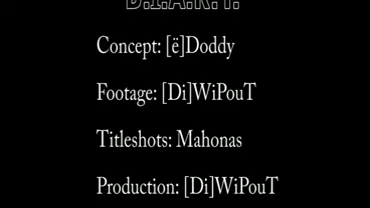 D.I.A.R.Y.
Concept: [ë]Doddy
Footage: [Di]WiPouT
Titleshots: Mahonas
Production: [Di]WiPouT